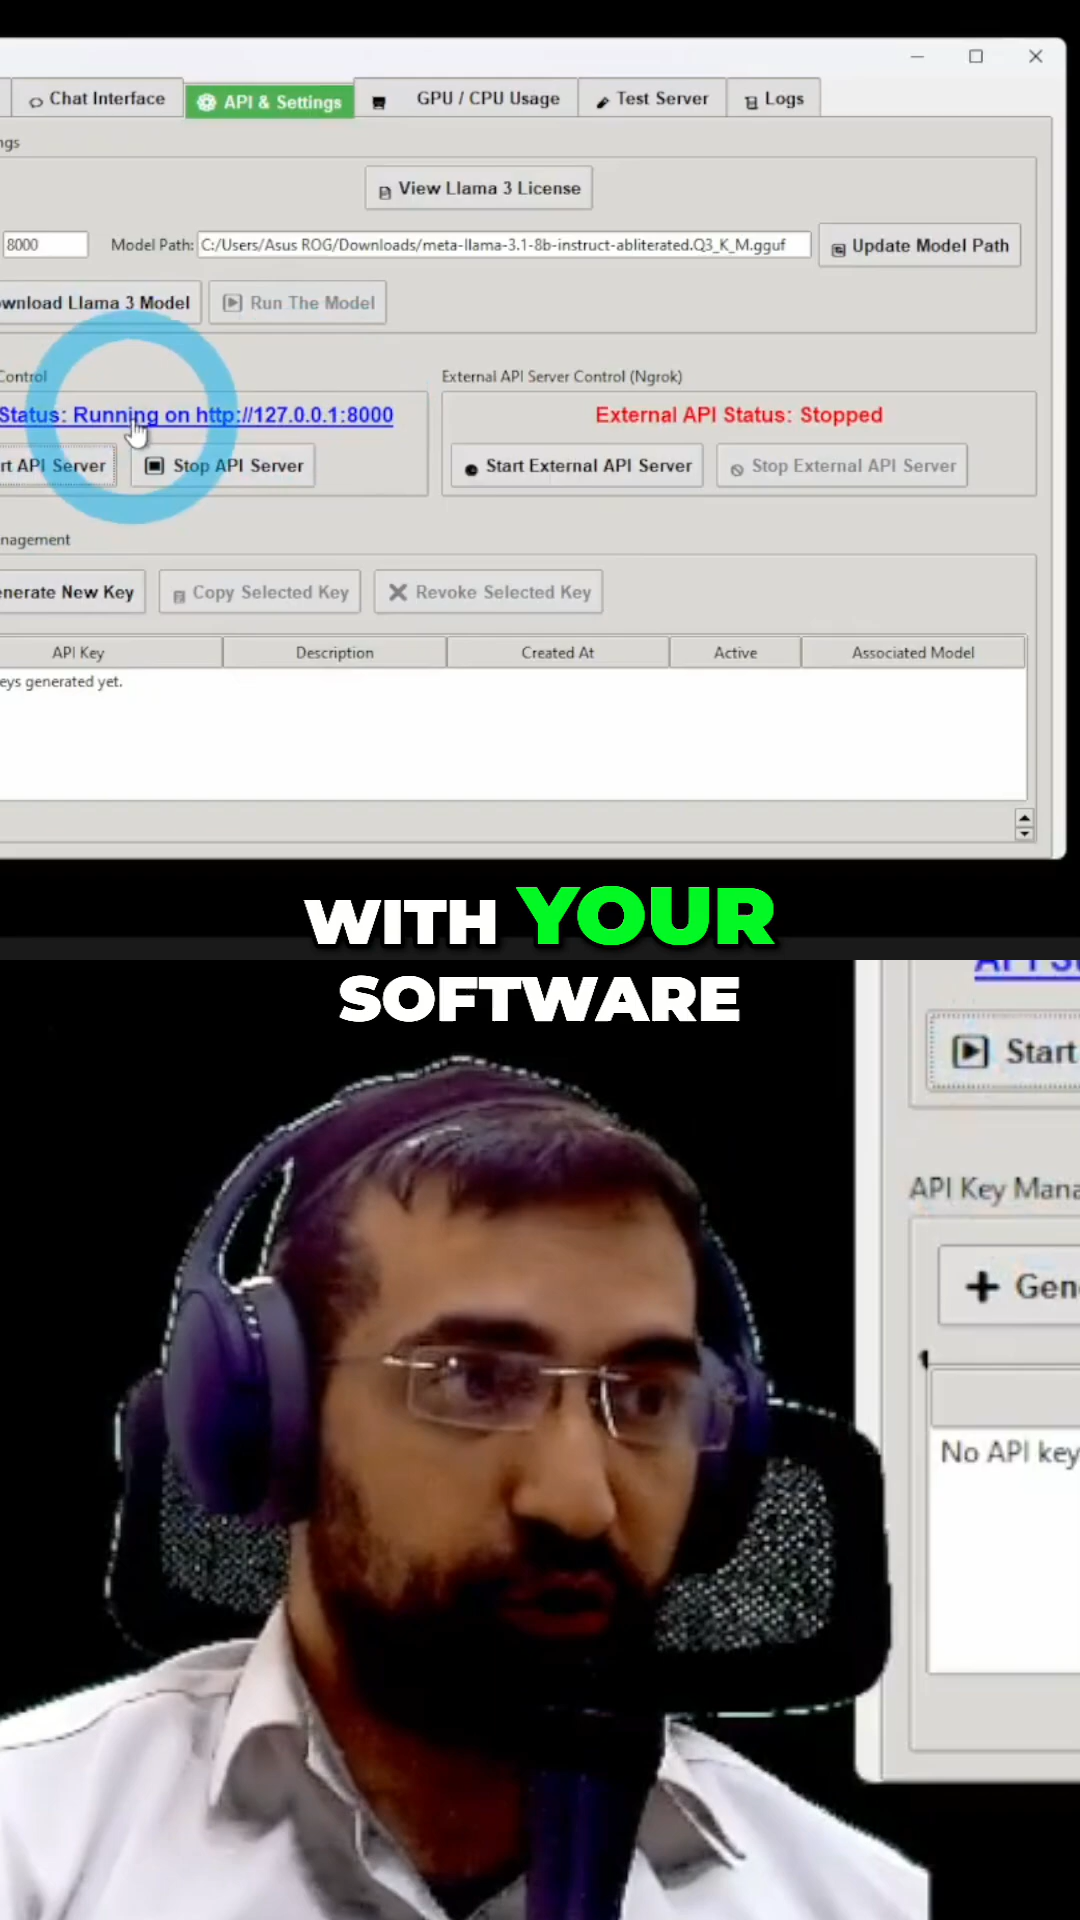 Chat Interface
API & Settings
GPU / CPU Usage
Test Server
Logs
ngs
View Llama 3 License
8000
Model Path:
C:/Users/Asus ROG/Downloads/meta-llama-3.1-8b-instruct-abliterated.Q3_K_M.gguf
Update Model Path
wnload Llama 3 Model
Run The Model
Control
External API Server Control (Ngrok)
Status: Running on http://127.0.0.1:8000
External API Status: Stopped
rt API Server
Stop API Server
Start External API Server
Stop External API Server
nagement
enerate New Key
Copy Selected Key
Revoke Selected Key
API Key
Description
Created At
Active
Associated Model
eys generated yet.
WITH YOUR
SOFTWARE
API S
Start
API Key Mana
Gen
No API key